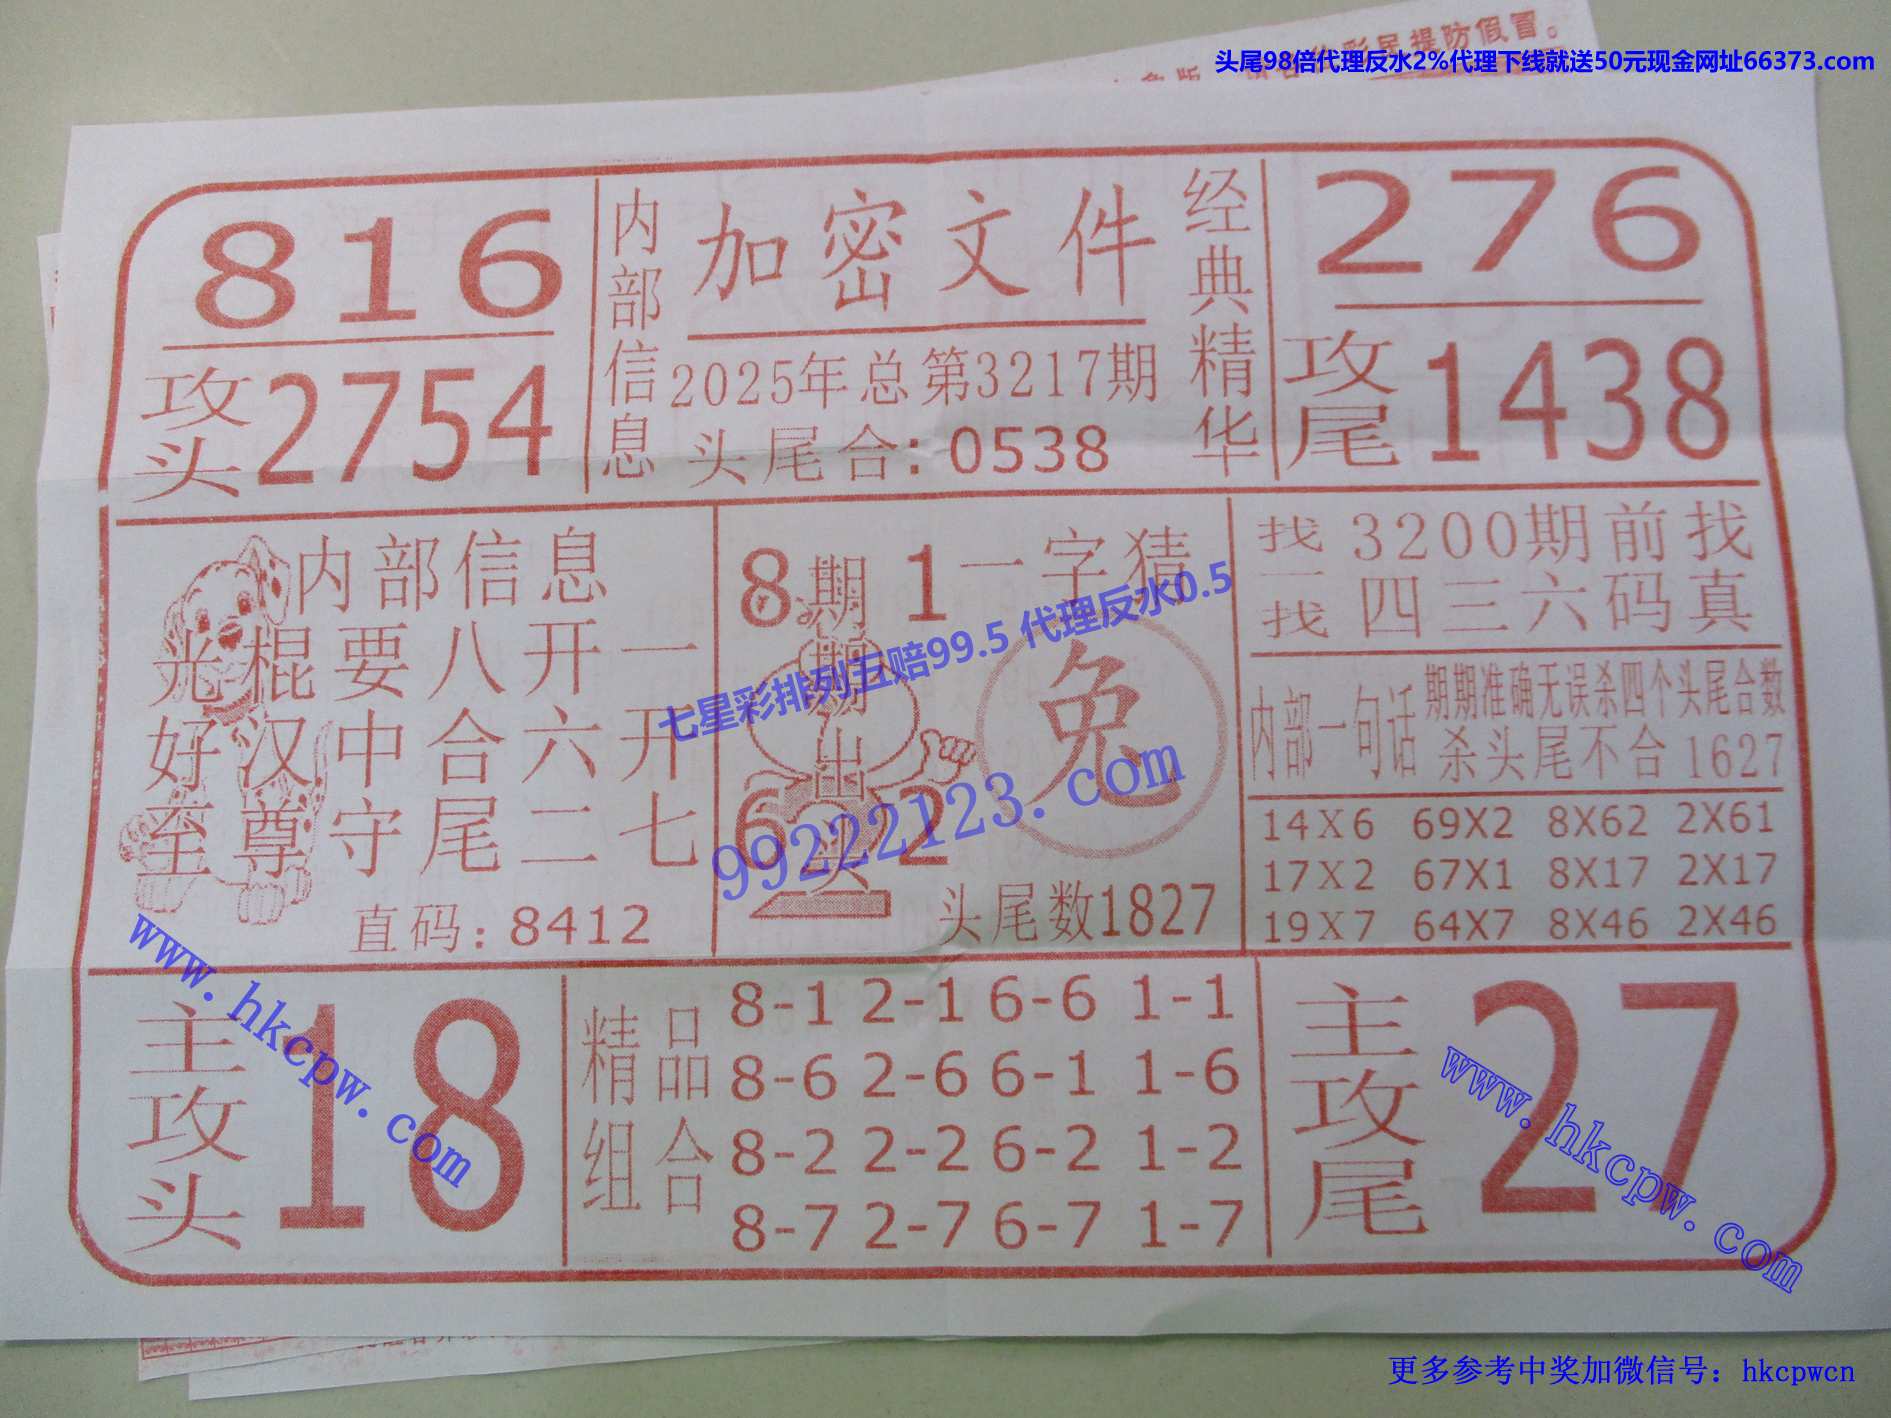 彩民提防假冒。
头尾98倍代理反水2%代理下线就送50元现金网址66373.com
816
攻头2754
内部信息
加密文件
2025年总第3217期
头尾合:0538
经典精华
276
攻尾1438
内部信息
光棍要八开一
好汉中合六开
至尊守尾二七
直码:8412
8 1
6 2
期期出头
一字猜
兔
头尾数1827
七星彩排列五赔99.5 代理反水0.5
99222123.com
找一找
3200期前找
四三六码真
内部一句话
期期准确无误杀四个头尾合数
杀头尾不合1627
14X6 69X2 8X62 2X61
17X2 67X1 8X17 2X17
19X7 64X7 8X46 2X46
主攻头
18
www.hkcpw.com
精品组合
8-1 2-1 6-6 1-1
8-6 2-6 6-1 1-6
8-2 2-2 6-2 1-2
8-7 2-7 6-7 1-7
主攻尾
27
www.hkcpw.com
更多参考中奖加微信号：hkcpwcn